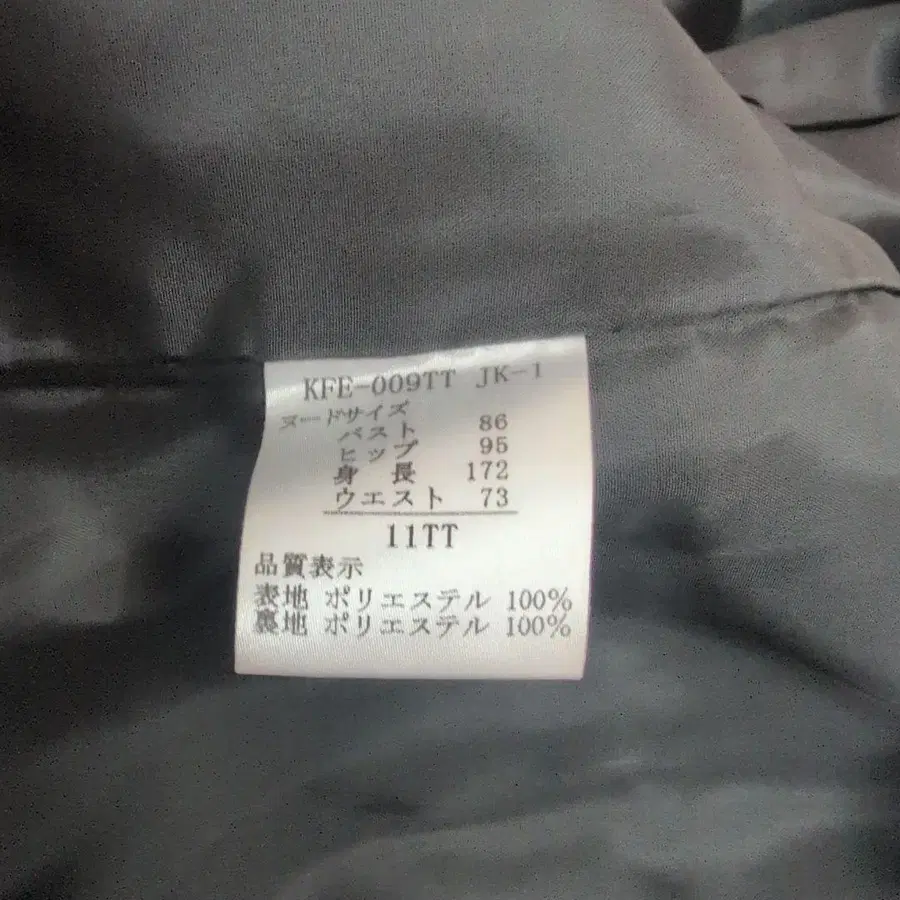 KFE-009TT JK-1
ヌードサイズ
バスト 86
ヒップ 95
身長 172
ウエスト 73
11TT
品質表示
表地 ポリエステル 100%
裏地 ポリエステル 100%